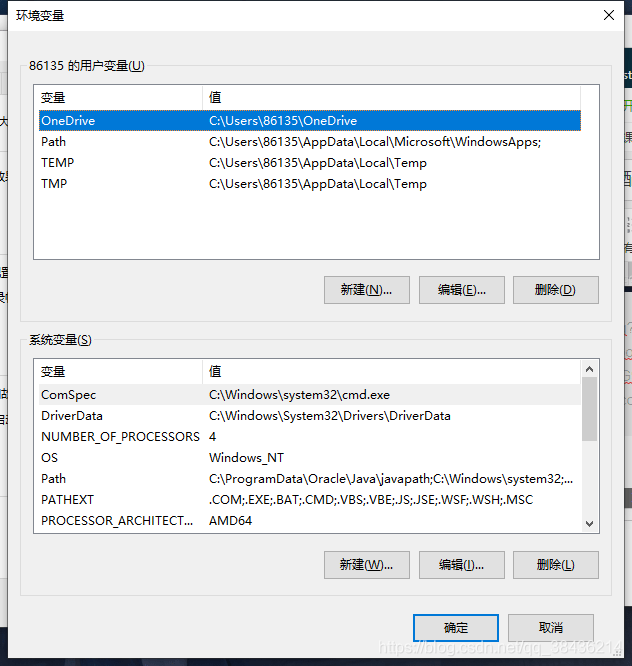 环境变量
86135 的用户变量(U)
变量 值
OneDrive C:\Users\86135\OneDrive
Path C:\Users\86135\AppData\Local\Microsoft\WindowsApps;
TEMP C:\Users\86135\AppData\Local\Temp
TMP C:\Users\86135\AppData\Local\Temp
新建(N)... 编辑(E)... 删除(D)
系统变量(S)
变量 值
ComSpec C:\Windows\system32\cmd.exe
DriverData C:\Windows\System32\Drivers\DriverData
NUMBER_OF_PROCESSORS 4
OS Windows_NT
Path C:\ProgramData\Oracle\Java\javapath;C:\Windows\system32;...
PATHEXT .COM;.EXE;.BAT;.CMD;.VBS;.VBE;.JS;.JSE;.WSF;.WSH;.MSC
PROCESSOR_ARCHITECT... AMD64
新建(W)... 编辑(I)... 删除(L)
确定 取消
https://blog.csdn.net/qq_38436214